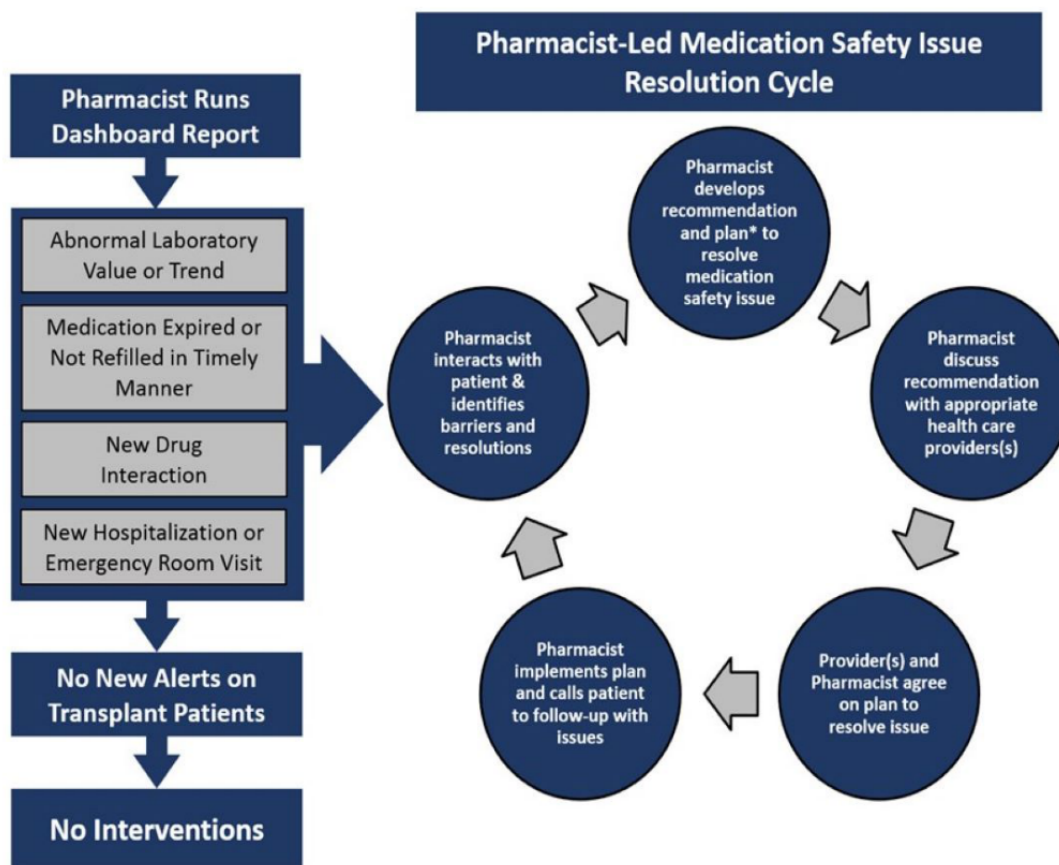 Pharmacist-Led Medication Safety Issue
Resolution Cycle
Pharmacist Runs
Dashboard Report
Abnormal Laboratory
Value or Trend
Medication Expired or
Not Refilled in Timely
Manner
New Drug
Interaction
New Hospitalization or
Emergency Room Visit
No New Alerts on
Transplant Patients
No Interventions
Pharmacist
interacts with
patient &
identifies
barriers and
resolutions
Pharmacist
develops
recommendation
and plan* to
resolve
medication
safety issue
Pharmacist
discuss
recommendation
with appropriate
health care
providers(s)
Provider(s) and
Pharmacist agree
on plan to
resolve issue
Pharmacist
implements plan
and calls patient
to follow-up with
issues